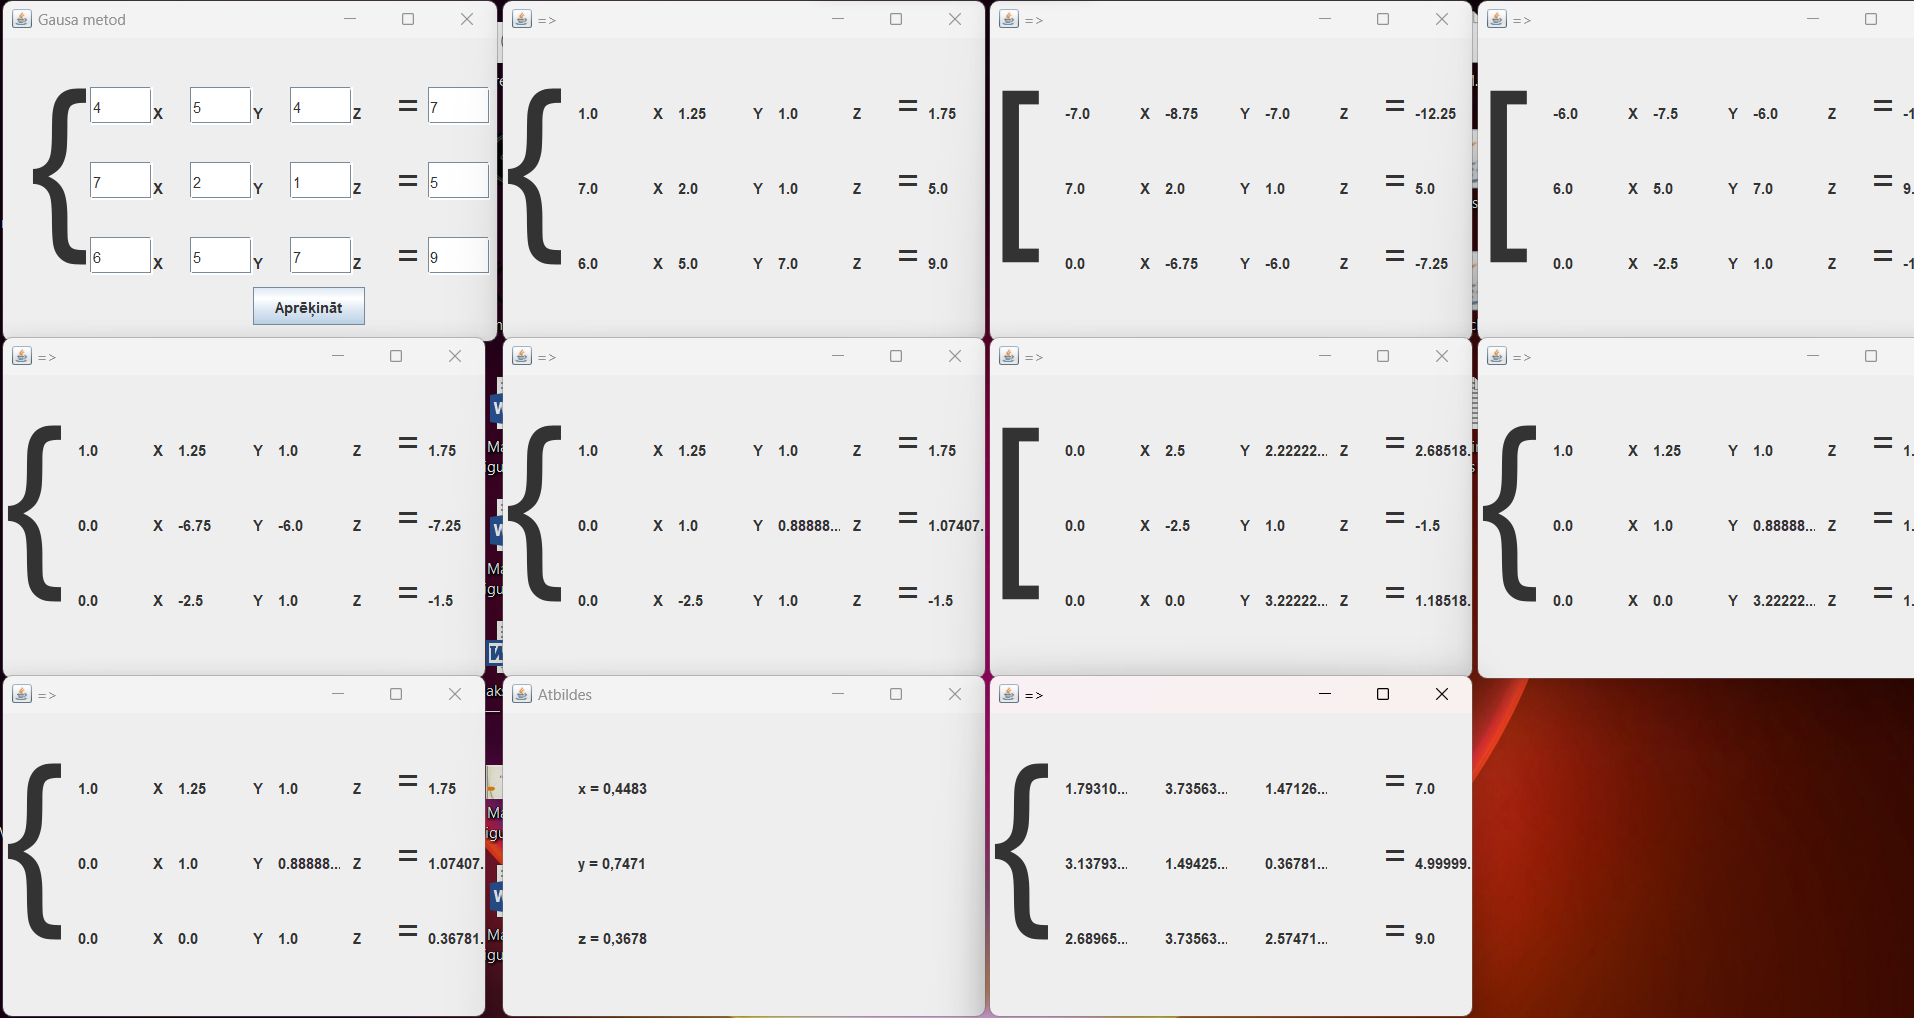 Gausa metod
4 X 5 Y 4 Z = 7
7 X 2 Y 1 Z = 5
6 X 5 Y 7 Z = 9
Aprēķināt
=>
1.0 X 1.25 Y 1.0 Z = 1.75
7.0 X 2.0 Y 1.0 Z = 5.0
6.0 X 5.0 Y 7.0 Z = 9.0
=>
-7.0 X -8.75 Y -7.0 Z = -12.25
7.0 X 2.0 Y 1.0 Z = 5.0
0.0 X -6.75 Y -6.0 Z = -7.25
=>
-6.0 X -7.5 Y -6.0 Z = -1
6.0 X 5.0 Y 7.0 Z = 9.
0.0 X -2.5 Y 1.0 Z = -1
=>
1.0 X 1.25 Y 1.0 Z = 1.75
0.0 X -6.75 Y -6.0 Z = -7.25
0.0 X -2.5 Y 1.0 Z = -1.5
=>
1.0 X 1.25 Y 1.0 Z = 1.75
0.0 X 1.0 Y 0.88888... Z = 1.07407.
0.0 X -2.5 Y 1.0 Z = -1.5
=>
0.0 X 2.5 Y 2.22222... Z = 2.68518.
0.0 X -2.5 Y 1.0 Z = -1.5
0.0 X 0.0 Y 3.22222... Z = 1.18518.
=>
1.0 X 1.25 Y 1.0 Z = 1.
0.0 X 1.0 Y 0.88888... Z = 1.
0.0 X 0.0 Y 3.22222... Z = 1.
=>
1.0 X 1.25 Y 1.0 Z = 1.75
0.0 X 1.0 Y 0.88888... Z = 1.07407.
0.0 X 0.0 Y 1.0 Z = 0.36781.
Atbildes
x = 0,4483
y = 0,7471
z = 0,3678
=>
1.79310... 3.73563... 1.47126... = 7.0
3.13793... 1.49425... 0.36781... = 4.99999.
2.68965... 3.73563... 2.57471... = 9.0